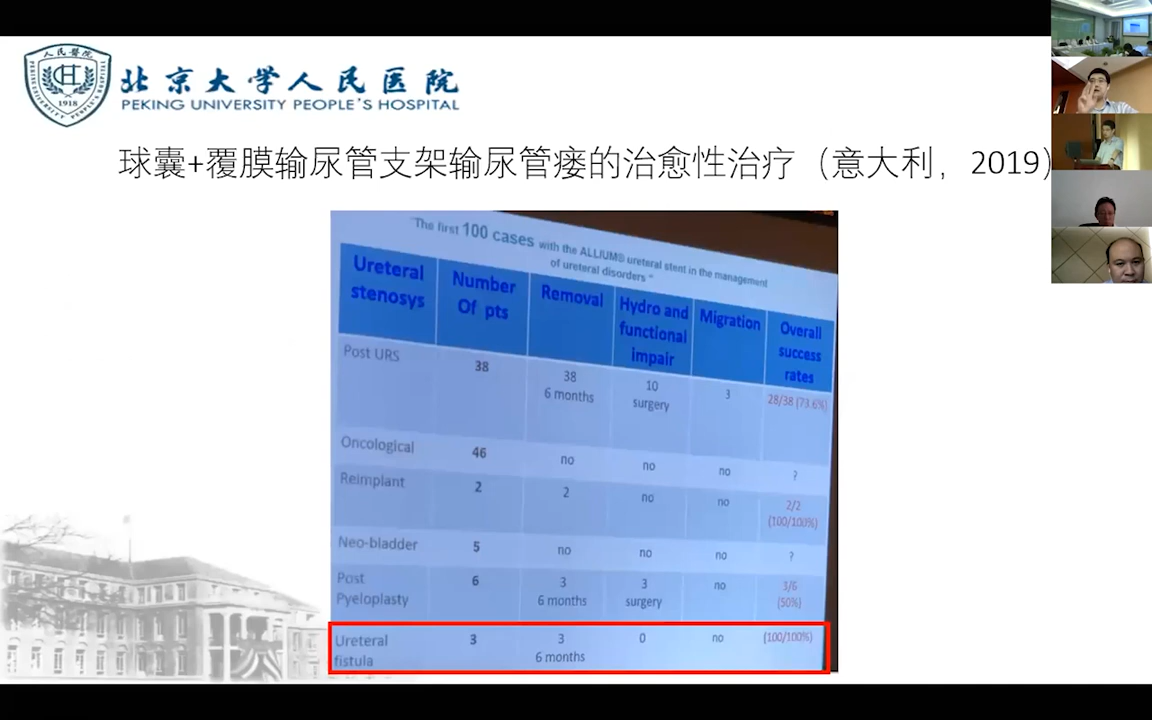 人民醫院
1918
北京大学人民医院
PEKING UNIVERSITY PEOPLE'S HOSPITAL
球囊+覆膜输尿管支架输尿管瘘的治愈性治疗（意大利，2019）
"The first 100 cases with the ALLIUM® ureteral stent in the management
of ureteral disorders "
Ureteral stenosys Number Of pts Removal Hydro and functional impair Migration Overall success rates
Post URS 38 38 6 months 10 surgery 3 28/38 (73.6%)
Oncological 46 no no no ?
Reimplant 2 2 no no 2/2 (100/100%)
Neo-bladder 5 no no no ?
Post Pyeloplasty 6 3 6 months 3 surgery no 3/6 (50%)
Ureteral fistula 3 3 6 months 0 no (100/100%)